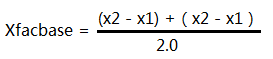 (x2 - x1) + ( x2 - x1 )
Xfacbase =
2.0